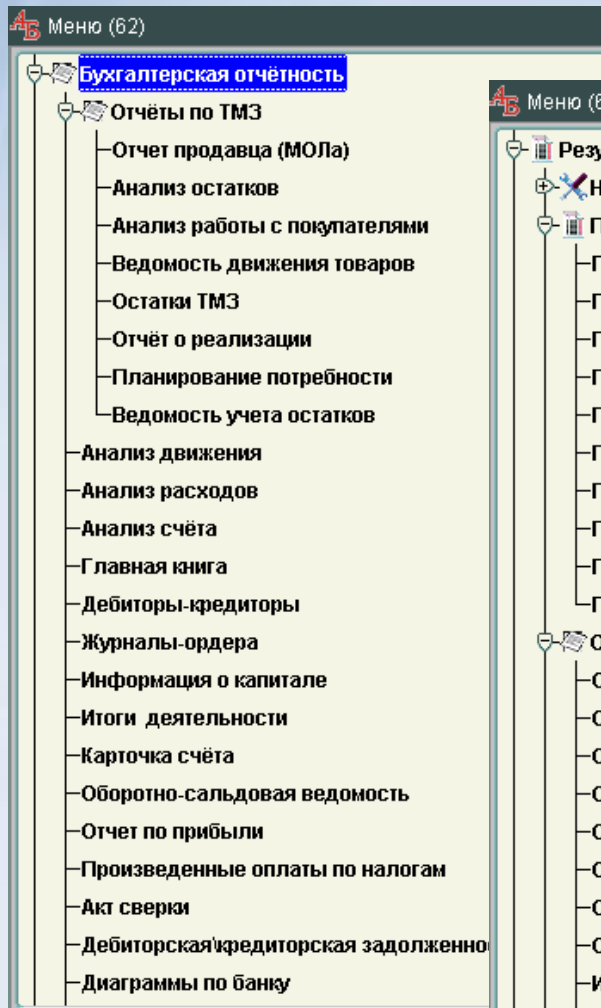 АБ Меню (62)
Бухгалтерская отчётность
Отчёты по ТМЗ
Отчет продавца (МОЛа)
Анализ остатков
Анализ работы с покупателями
Ведомость движения товаров
Остатки ТМЗ
Отчёт о реализации
Планирование потребности
Ведомость учета остатков
Анализ движения
Анализ расходов
Анализ счёта
Главная книга
Дебиторы-кредиторы
Журналы-ордера
Информация о капитале
Итоги деятельности
Карточка счёта
Оборотно-сальдовая ведомость
Отчет по прибыли
Произведенные оплаты по налогам
Акт сверки
Дебиторская\кредиторская
Диаграммы по банку
АБ Меню